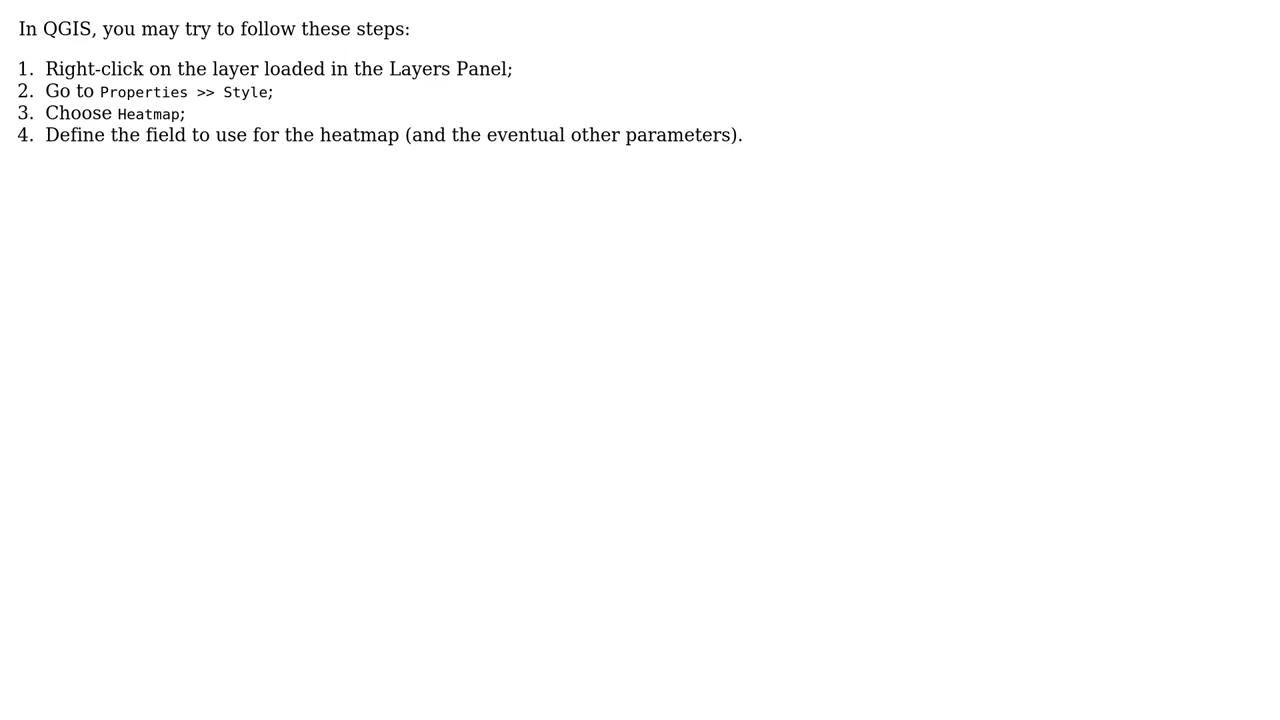 In QGIS, you may try to follow these steps:
1. Right-click on the layer loaded in the Layers Panel;
2. Go to Properties >> Style;
3. Choose Heatmap;
4. Define the field to use for the heatmap (and the eventual other parameters).